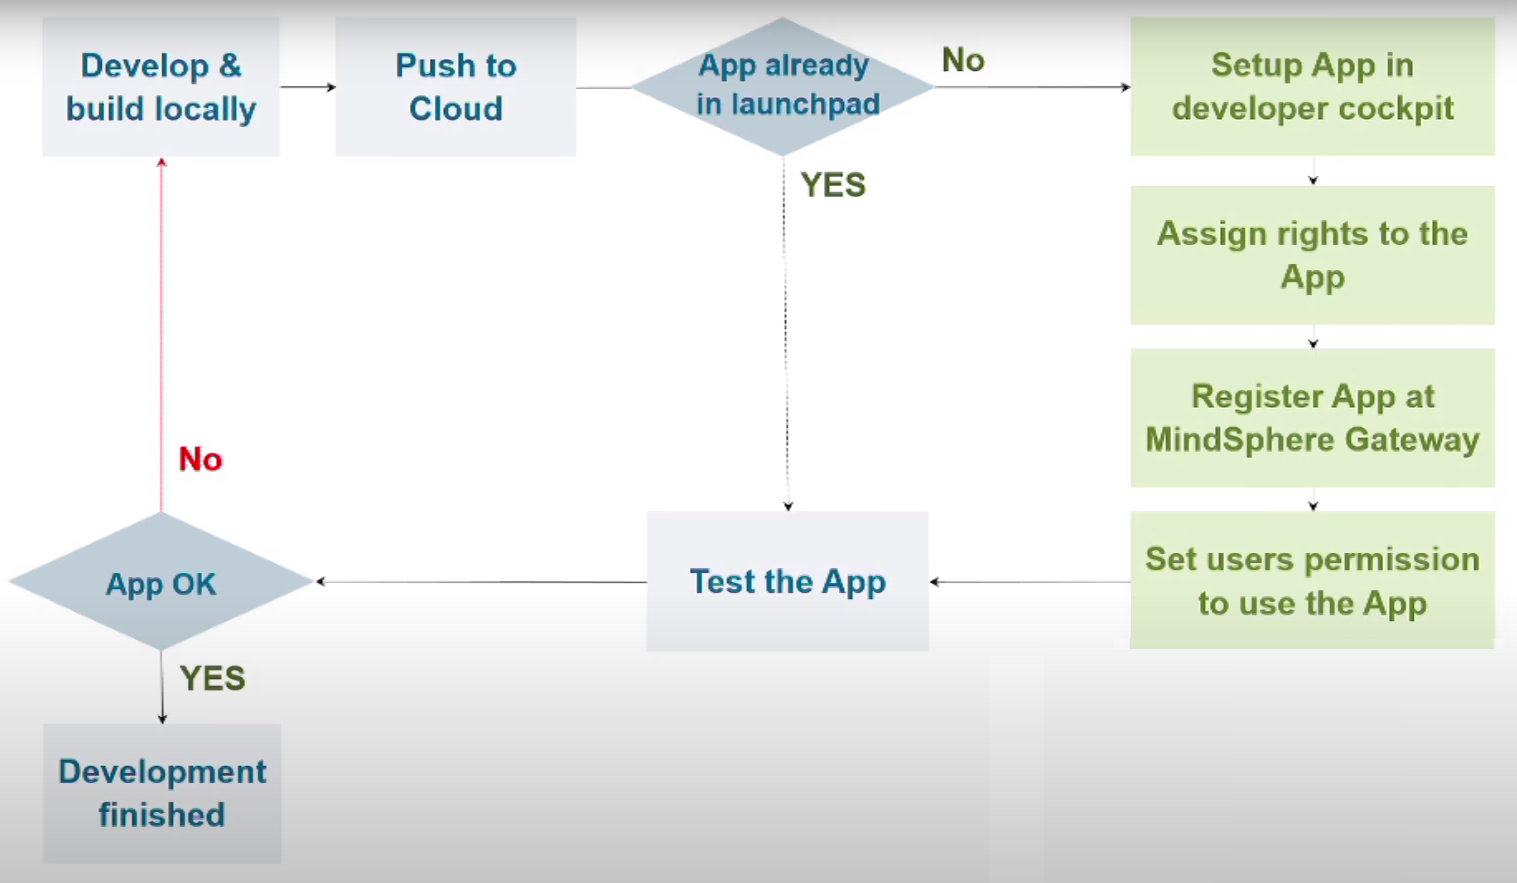 Develop &
build locally
Push to
Cloud
App already
in launchpad
No
Setup App in
developer cockpit
YES
Assign rights to the
App
Register App at
MindSphere Gateway
No
Set users permission
to use the App
Test the App
App OK
YES
Development
finished